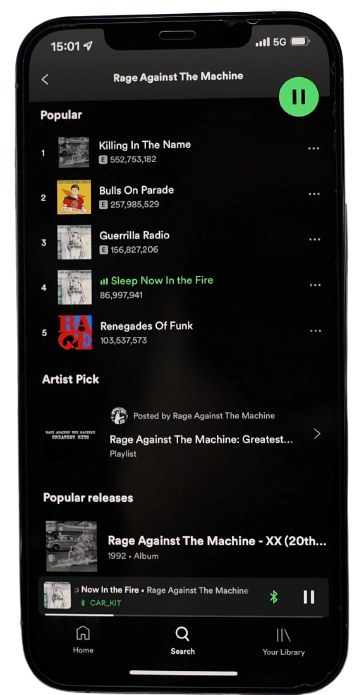 15:01
5G
Rage Against The Machine
Popular
1
Killing In The Name
E 552,753,182
2
Bulls On Parade
E 257,985,529
3
Guerrilla Radio
E 156,827,206
4
Sleep Now In the Fire
86,997,941
5
Renegades Of Funk
103,537,573
Artist Pick
Posted by Rage Against The Machine
RAGE AGAINST THE MACHINE
GREATEST HITS
Rage Against The Machine: Greatest...
Playlist
Popular releases
Rage Against The Machine - XX (20th...
1992 • Album
Now In the Fire • Rage Against The Machine
CAR_KIT
Home
Search
Your Library